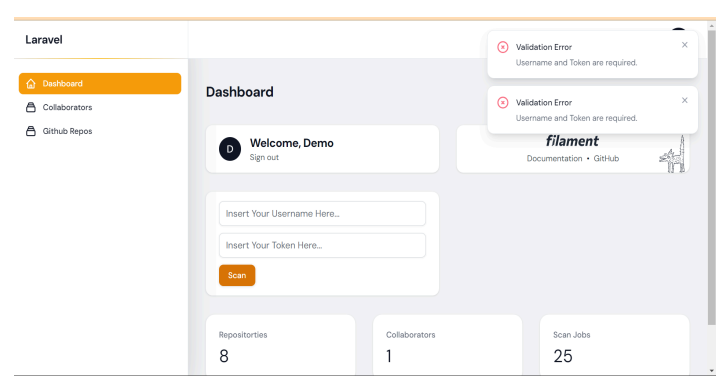 Laravel
Validation Error
Username and Token are required.
Dashboard
Collaborators
Github Repos
Dashboard
Validation Error
Username and Token are required.
D
Welcome, Demo
Sign out
filament
Documentation • GitHub
Insert Your Username Here...
Insert Your Token Here...
Scan
Repositorties
Collaborators
Scan Jobs
8
1
25